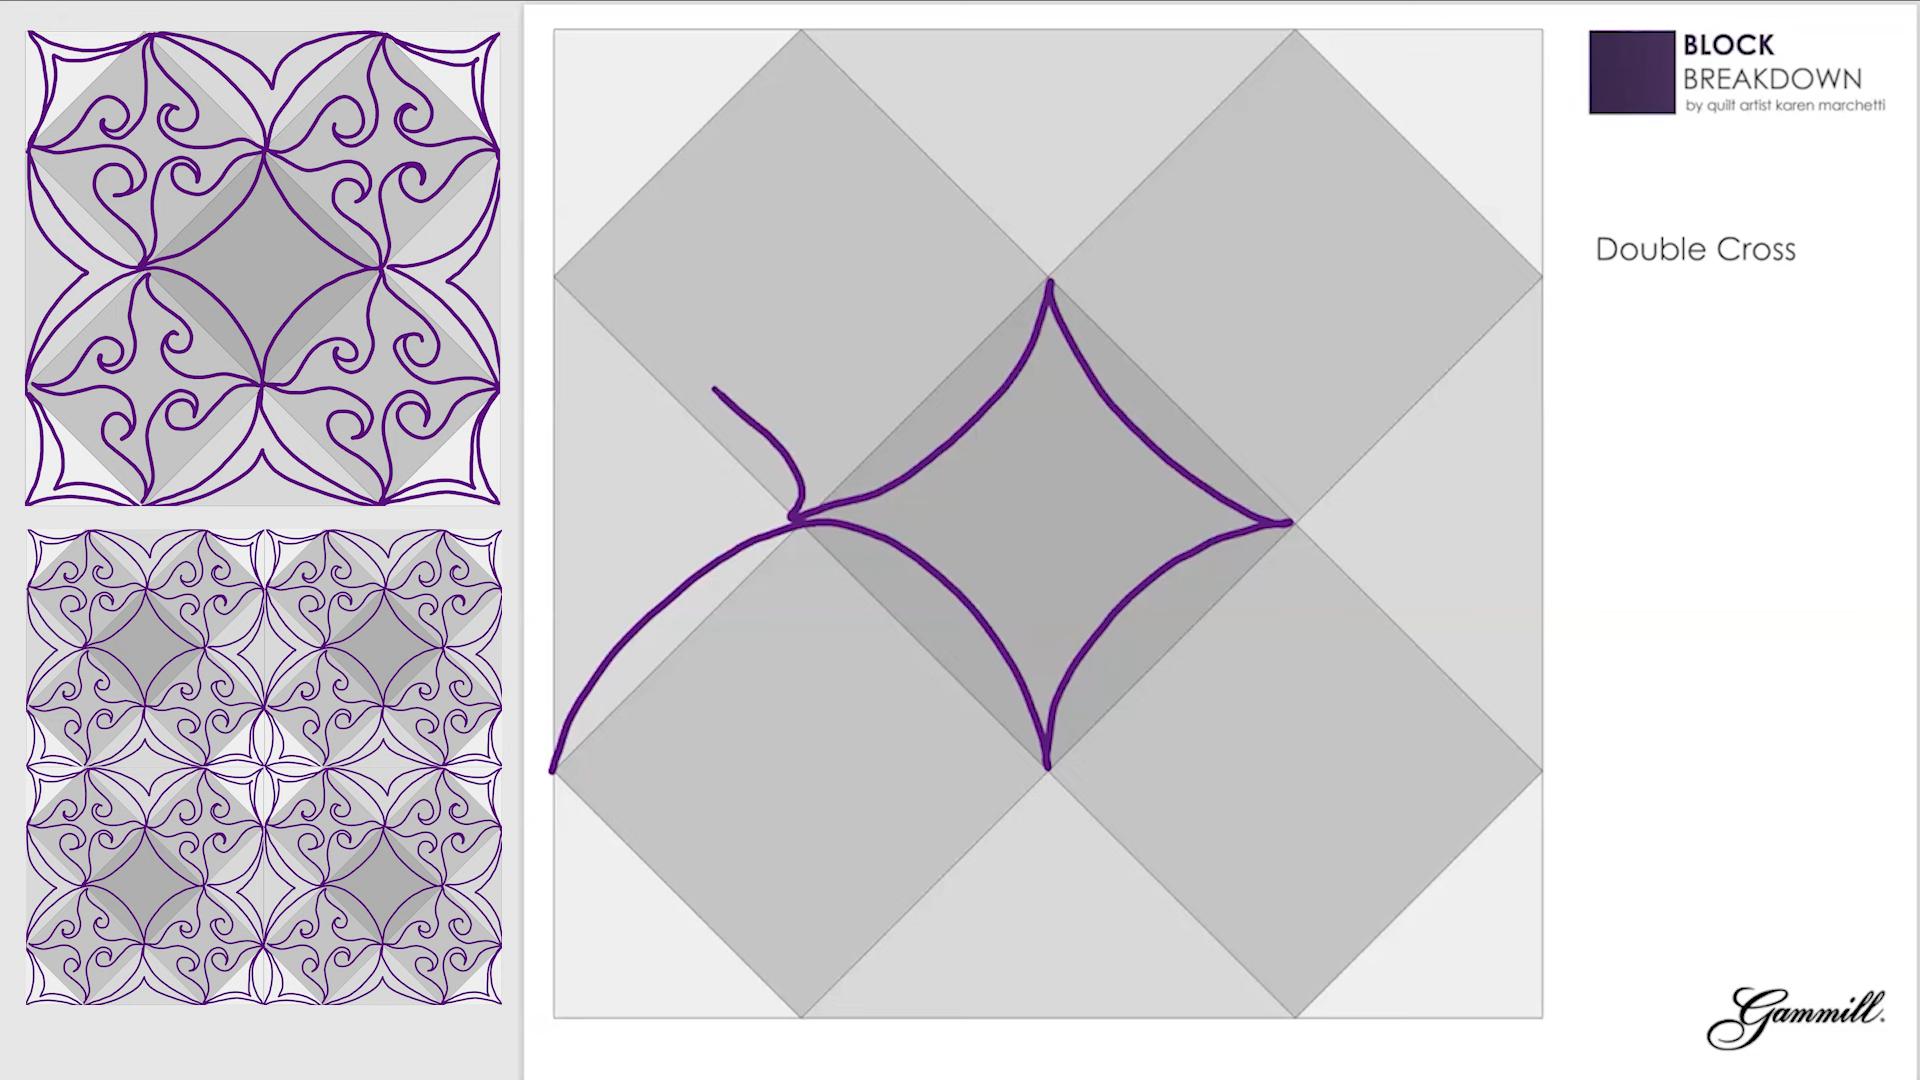 BLOCK
BREAKDOWN
by quilt artist karen marchetti
Double Cross
Gammill.